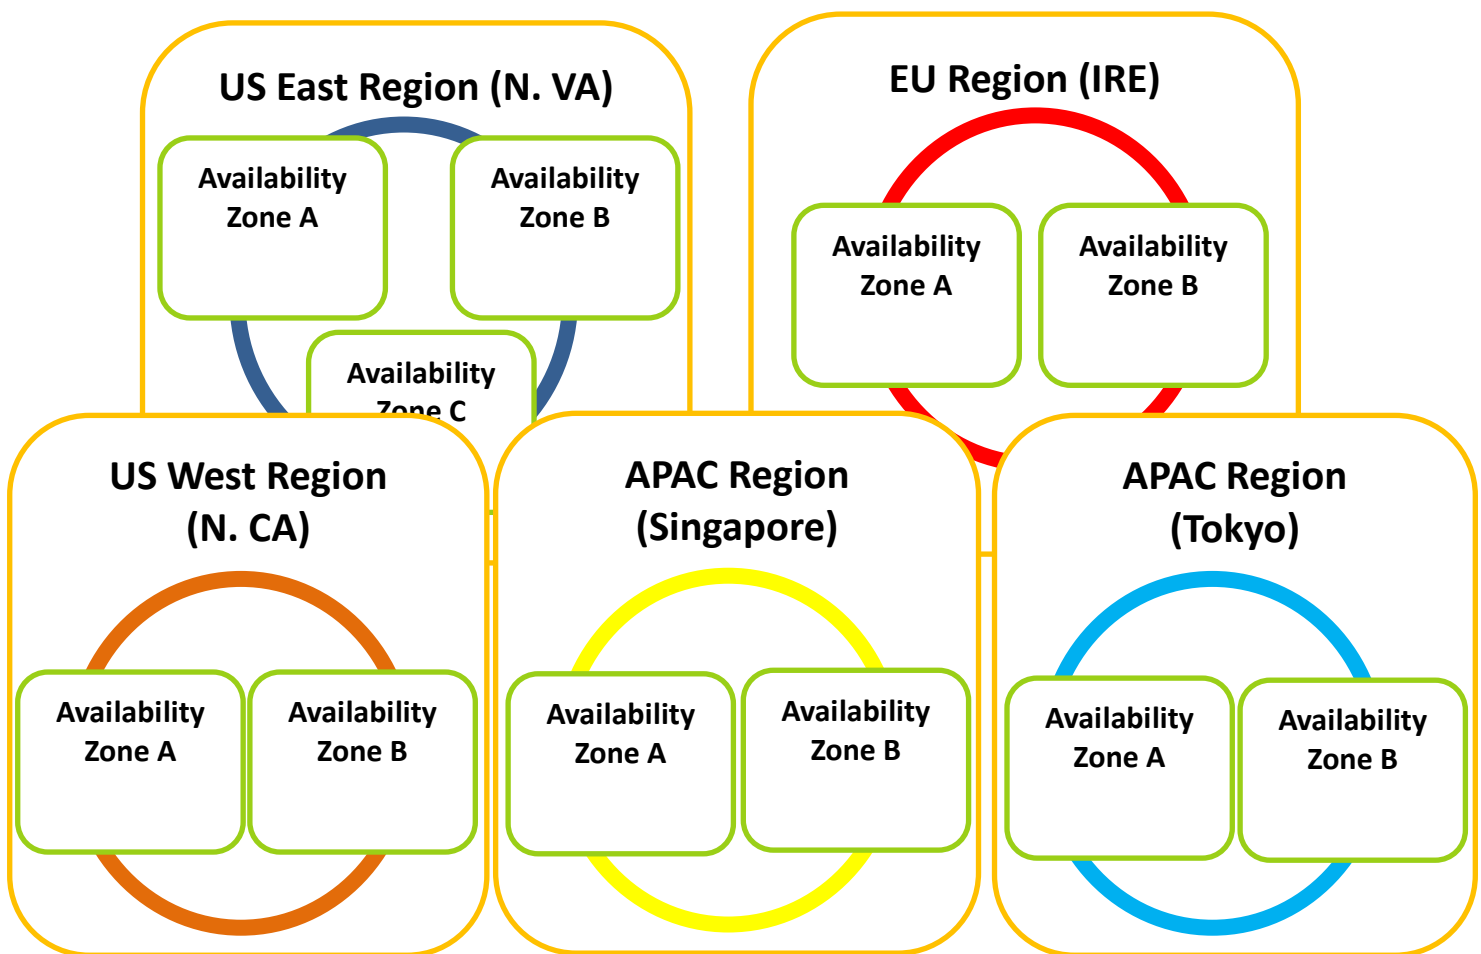 US East Region (N. VA)
Availability
Zone A
Availability
Zone B
Availability
Zone C
EU Region (IRE)
Availability
Zone A
Availability
Zone B
US West Region
(N. CA)
Availability
Zone A
Availability
Zone B
APAC Region
(Singapore)
Availability
Zone A
Availability
Zone B
APAC Region
(Tokyo)
Availability
Zone A
Availability
Zone B